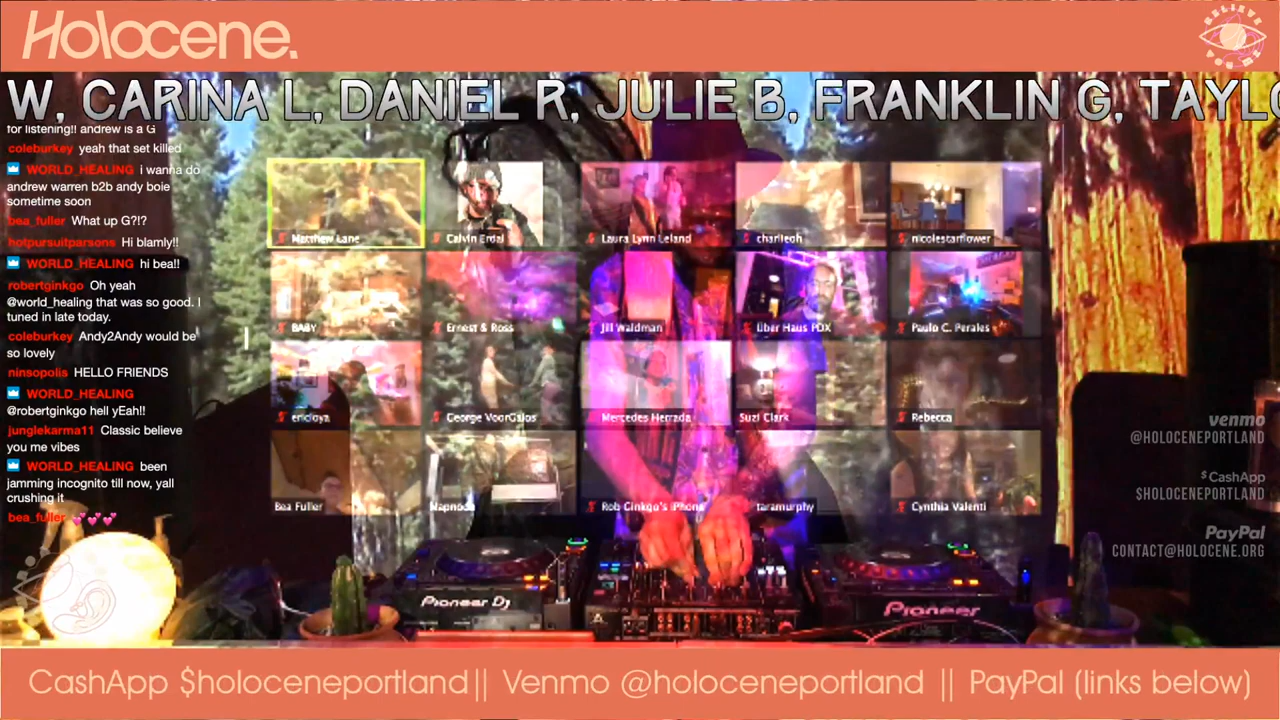 Holocene.
BELIEVE
W, CARINA L, DANIEL R, JULIE B, FRANKLIN G, TAYLO
for listening!! andrew is a G
coleburkey yeah that set killed
WORLD_HEALING i wanna do
andrew warren b2b andy boie
sometime soon
bea_fuller What up G?!?
hotpursuitparsons Hi blamly!!
WORLD_HEALING hi bea!!
robertginkgo Oh yeah
@world_healing that was so good. I
tuned in late today.
coleburkey Andy2Andy would be
so lovely
ninsopolis HELLO FRIENDS
WORLD_HEALING
@robertginkgo hell yEah!!
junglekarma11 Classic believe
you me vibes
WORLD_HEALING been
jamming incognito till now, yall
crushing it
bea_fuller 💕💕💕
Matthew Lane
Calvin Erdal
Laura Lynn Leland
charlieoh
nicolestarflower
BABY
Ernest & Ross
Jill Waldman
Uber Haus PDX
Paulo C. Perales
ericloya
George VoorGalos
Mercedes Herrada
Suzi Clark
Rebecca
Bea Fuller
Napnode
Rob Ginkgo's iPhone
taramurphy
Cynthia Valenti
venmo
@HOLOCENEPORTLAND
$CashApp
$HOLOCENEPORTLAND
PayPal
CONTACT@HOLOCENE.ORG
Pioneer DJ
Pioneer
CashApp $holoceneportland|| Venmo @holoceneportland || PayPal (links below)